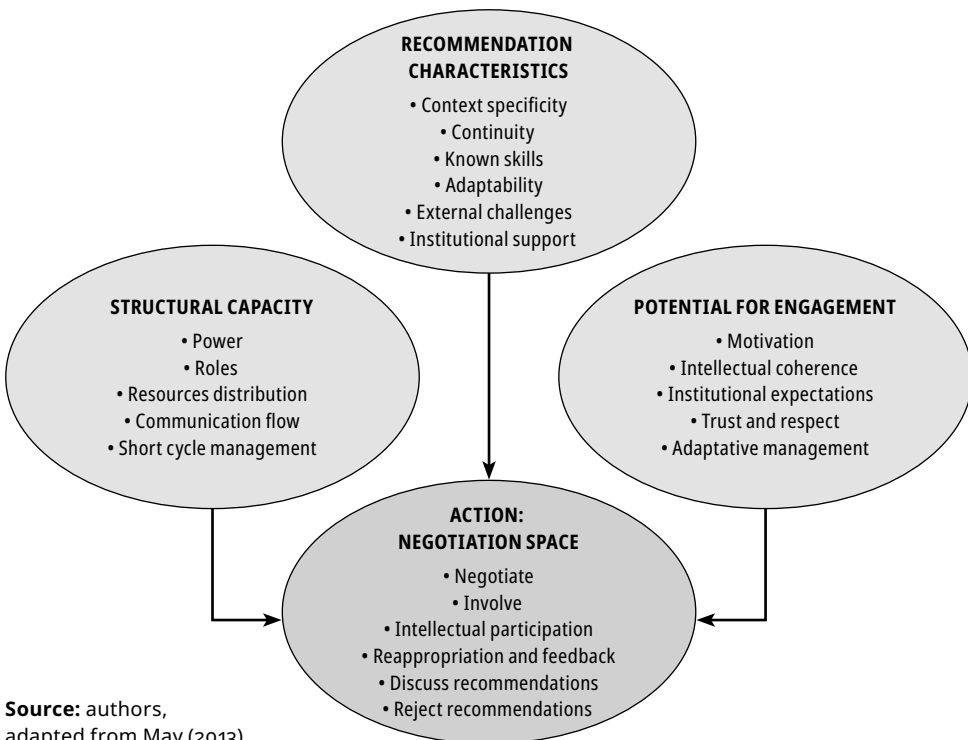 RECOMMENDATION
CHARACTERISTICS
• Context specificity
• Continuity
• Known skills
• Adaptability
• External challenges
• Institutional support
STRUCTURAL CAPACITY
• Power
• Roles
• Resources distribution
• Communication flow
• Short cycle management
POTENTIAL FOR ENGAGEMENT
• Motivation
• Intellectual coherence
• Institutional expectations
• Trust and respect
• Adaptative management
ACTION:
NEGOTIATION SPACE
• Negotiate
• Involve
• Intellectual participation
• Reappropriation and feedback
• Discuss recommendations
• Reject recommendations
Source: authors,
adapted from May (2013)